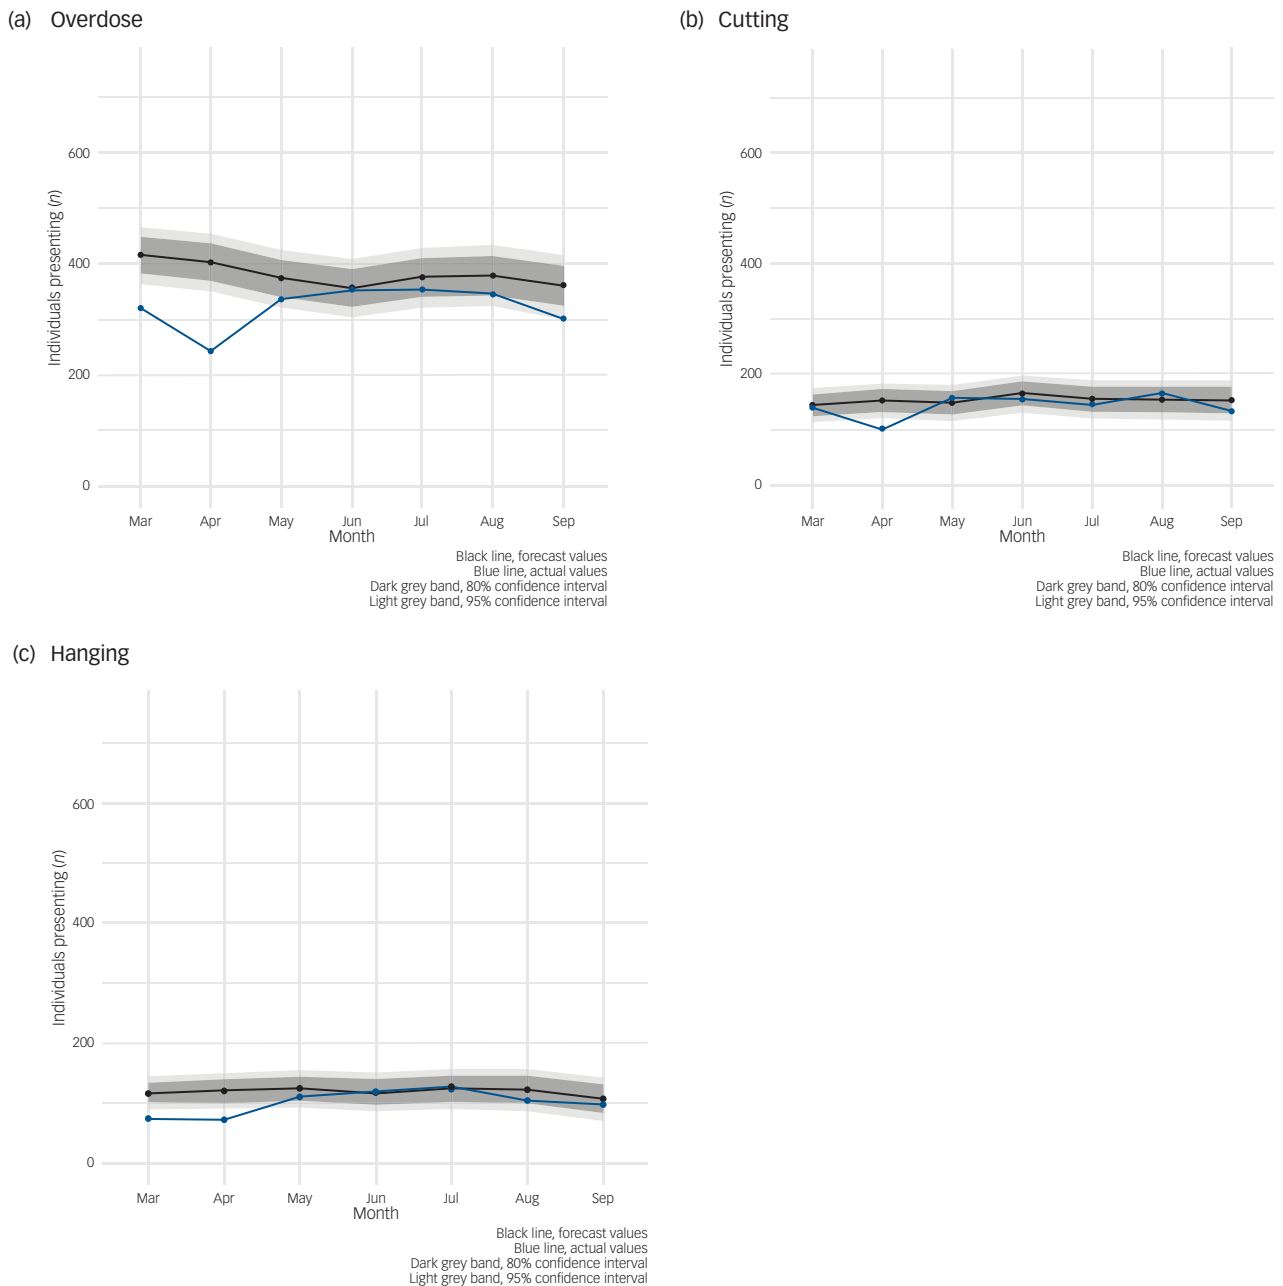 (a) Overdose
Individuals presenting (n)
600
400
200
0
Mar Apr May Jun Jul Aug Sep
Month
Black line, forecast values
Blue line, actual values
Dark grey band, 80% confidence interval
Light grey band, 95% confidence interval
(b) Cutting
Individuals presenting (n)
600
400
200
0
Mar Apr May Jun Jul Aug Sep
Month
Black line, forecast values
Blue line, actual values
Dark grey band, 80% confidence interval
Light grey band, 95% confidence interval
(c) Hanging
Individuals presenting (n)
600
400
200
0
Mar Apr May Jun Jul Aug Sep
Month
Black line, forecast values
Blue line, actual values
Dark grey band, 80% confidence interval
Light grey band, 95% confidence interval